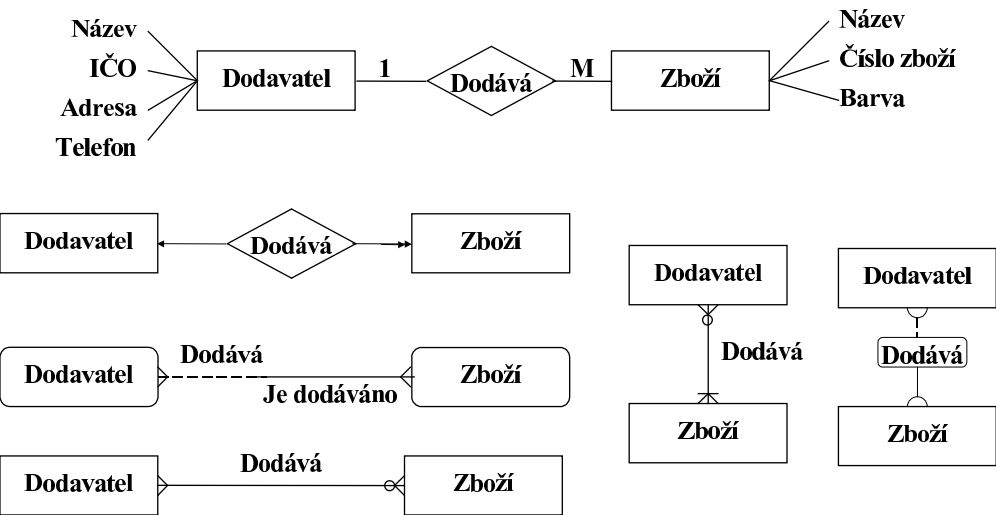 Název
IČO
Adresa
Telefon
Dodavatel
1
Dodává
M
Zboží
Název
Číslo zboží
Barva
Dodavatel
Dodává
Zboží
Dodavatel
Dodává
Je dodáváno
Zboží
Dodavatel
Dodává
Zboží
Dodavatel
Dodává
Zboží
Dodavatel
Dodává
Zboží